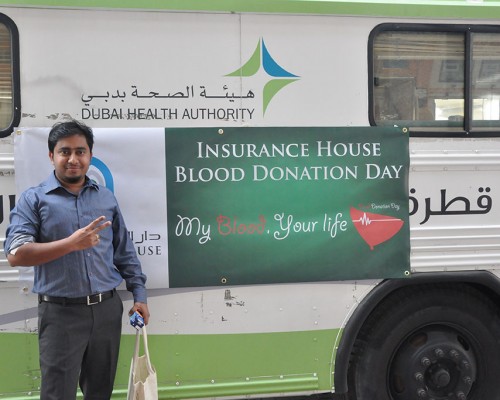 هيئة الصحة بدبي
DUBAI HEALTH AUTHORITY
INSURANCE HOUSE
BLOOD DONATION DAY
My Blood, Your life
Donation Day
دار
USE
قطرة